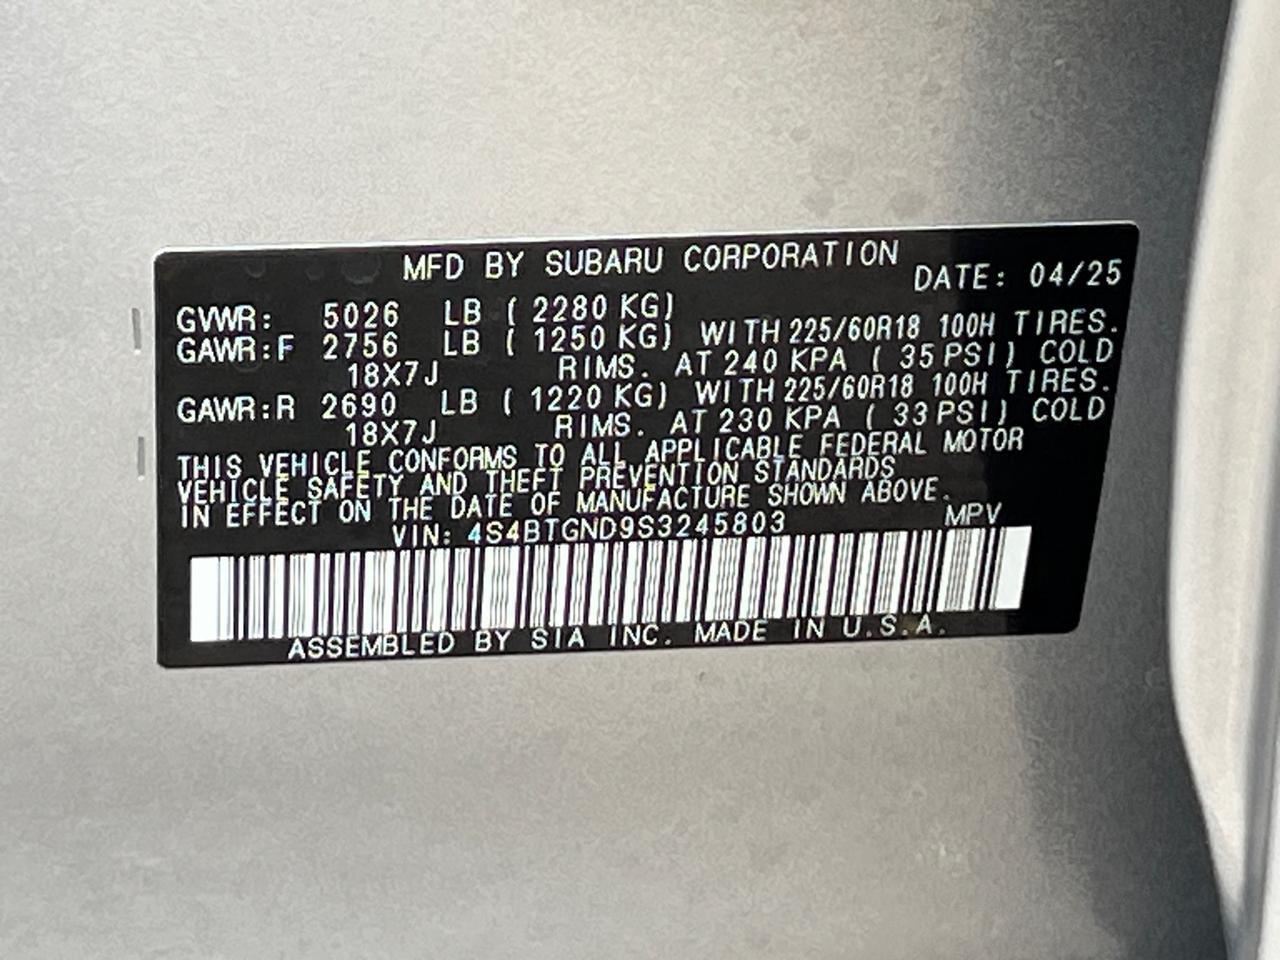 MFD BY SUBARU CORPORATION
DATE: 04/25
GVWR: 5026 LB ( 2280 KG)
GAWR:F 2756 LB ( 1250 KG) WITH 225/60R18 100H TIRES.
18X7J RIMS. AT 240 KPA ( 35 PSI) COLD
GAWR:R 2690 LB ( 1220 KG) WITH 225/60R18 100H TIRES.
18X7J RIMS. AT 230 KPA ( 33 PSI) COLD
THIS VEHICLE CONFORMS TO ALL APPLICABLE FEDERAL MOTOR
VEHICLE SAFETY AND THEFT PREVENTION STANDARDS
IN EFFECT ON THE DATE OF MANUFACTURE SHOWN ABOVE.
VIN: 4S4BTGND9S3245803 MPV
ASSEMBLED BY SIA INC. MADE IN U.S.A.